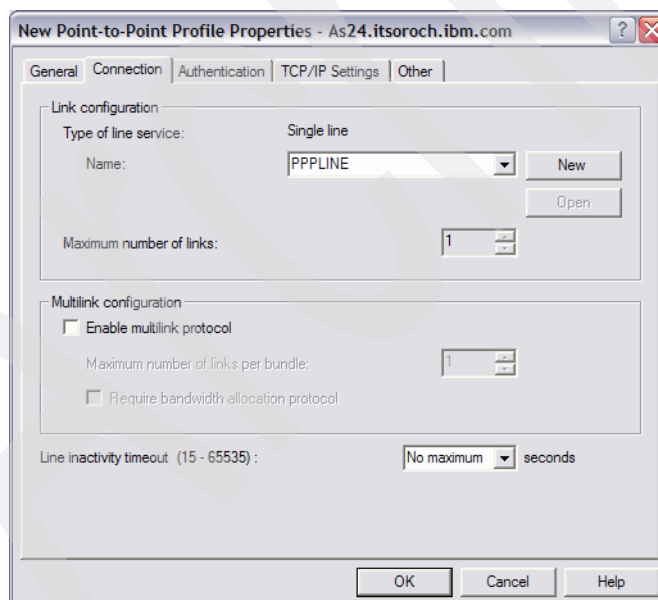 New Point-to-Point Profile Properties - As24.itsoroch.ibm.com
General Connection Authentication TCP/IP Settings Other
Link configuration
Type of line service: Single line
Name: PPPLINE New
Open
Maximum number of links: 1
Multilink configuration
Enable multilink protocol
Maximum number of links per bundle: 1
Require bandwidth allocation protocol
Line inactivity timeout (15 - 65535) : No maximum seconds
OK Cancel Help